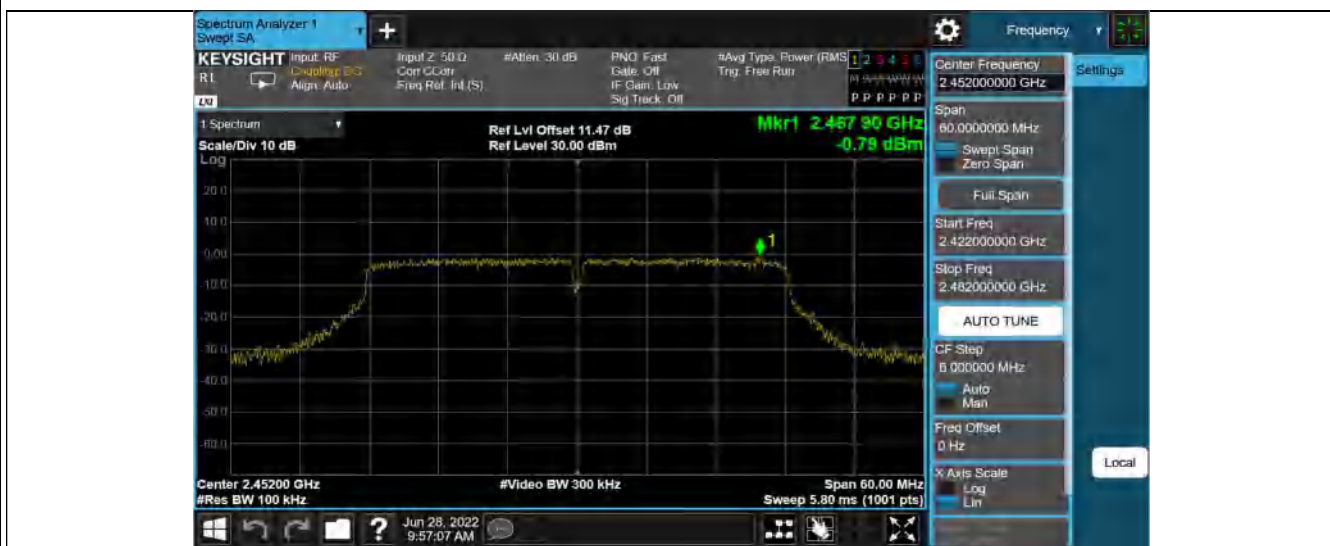 Spectrum Analyzer 1
Swept SA
+
Frequency
KEYSIGHT
RL
LXI
Input: RF
Coupling: DC
Align: Auto
Input Z: 50 Ω
Corr CCorr
Freq Ref: Int (S)
#Atten: 30 dB
PNO: Fast
Gate: Off
IF Gain: Low
Sig Track: Off
#Avg Type: Power (RMS
Trig: Free Run
1 2 3 4 5 6
P P P P P P
1 Spectrum
Scale/Div 10 dB
Log
Ref Lvl Offset 11.47 dB
Ref Level 30.00 dBm
Mkr1 2.467 90 GHz
-0.79 dBm
20.0
10.0
0.00
-10.0
-20.0
-30.0
-40.0
-50.0
-60.0
1
Center 2.45200 GHz
#Res BW 100 kHz
#Video BW 300 kHz
Span 60.00 MHz
Sweep 5.80 ms (1001 pts)
Center Frequency
2.452000000 GHz
Settings
Span
60.0000000 MHz
Swept Span
Zero Span
Full Span
Start Freq
2.422000000 GHz
Stop Freq
2.482000000 GHz
AUTO TUNE
CF Step
6.000000 MHz
Auto
Man
Freq Offset
0 Hz
X Axis Scale
Log
Lin
Local
?
Jun 28, 2022
9:57:07 AM